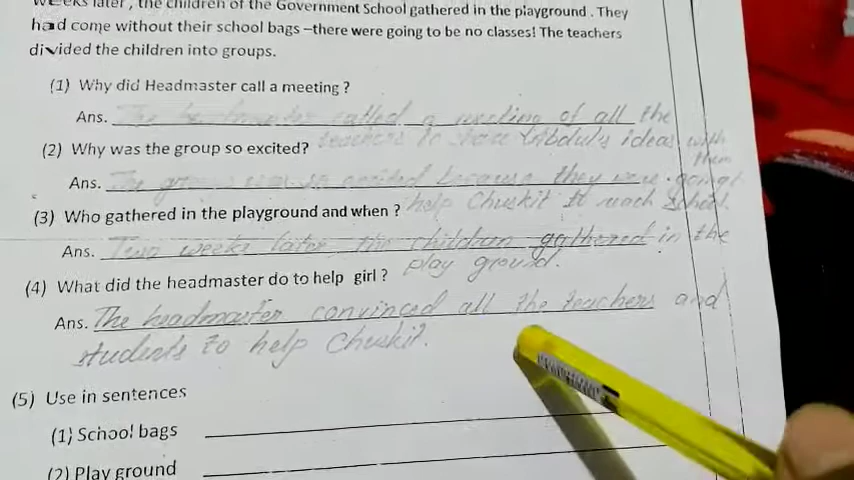 weeks later, the children of the Government School gathered in the playground. They
had come without their school bags –there were going to be no classes! The teachers
divided the children into groups.
(1) Why did Headmaster call a meeting ?
Ans. The headmaster called a meeting of all the
teachers to share Abdul's ideas with
them
(2) Why was the group so excited?
Ans. The group was so excited because they were going
help Chuskit to reach school.
(3) Who gathered in the playground and when ?
Ans. Two weeks later the children gathered in the
play ground.
(4) What did the headmaster do to help girl ?
Ans. The headmaster convinced all the teachers and
students to help Chuskit.
(5) Use in sentences
(1) School bags
(2) Play ground